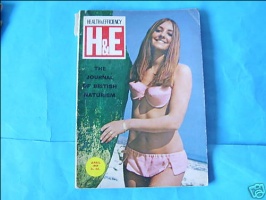 HEALTH & EFFICIENCY
H&E
THE
JOURNAL
OF BRITISH
NATURISM